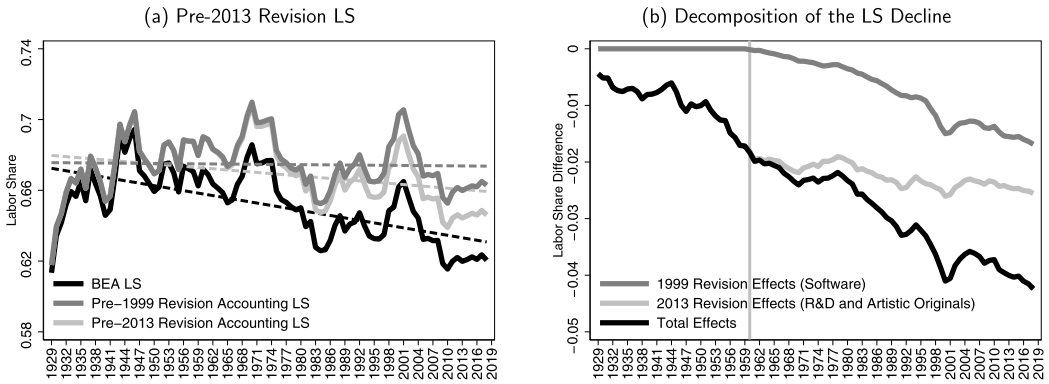 (a) Pre-2013 Revision LS
Labor Share
0.74
0.7
0.66
0.62
0.58
BEA LS
Pre−1999 Revision Accounting LS
Pre−2013 Revision Accounting LS
1929 1932 1935 1938 1941 1944 1947 1950 1953 1956 1959 1962 1965 1968 1971 1974 1977 1980 1983 1986 1989 1992 1995 1998 2001 2004 2007 2010 2013 2016 2019
(b) Decomposition of the LS Decline
Labor Share Difference
0
−0.01
−0.02
−0.03
−0.04
−0.05
1999 Revision Effects (Software)
2013 Revision Effects (R&D and Artistic Originals)
Total Effects
1929 1932 1935 1938 1941 1944 1947 1950 1953 1956 1959 1962 1965 1968 1971 1974 1977 1980 1983 1986 1989 1992 1995 1998 2001 2004 2007 2010 2013 2016 2019